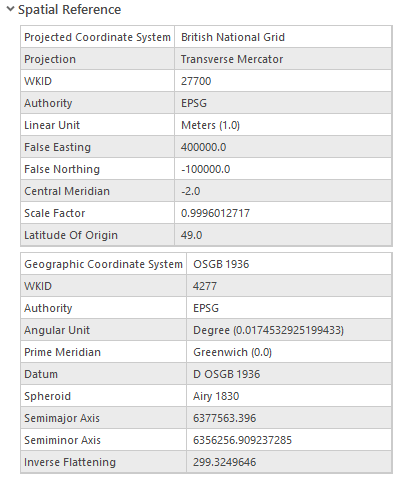 Spatial Reference
Projected Coordinate System British National Grid
Projection Transverse Mercator
WKID 27700
Authority EPSG
Linear Unit Meters (1.0)
False Easting 400000.0
False Northing -100000.0
Central Meridian -2.0
Scale Factor 0.9996012717
Latitude Of Origin 49.0
Geographic Coordinate System OSGB 1936
WKID 4277
Authority EPSG
Angular Unit Degree (0.0174532925199433)
Prime Meridian Greenwich (0.0)
Datum D OSGB 1936
Spheroid Airy 1830
Semimajor Axis 6377563.396
Semiminor Axis 6356256.909237285
Inverse Flattening 299.3249646